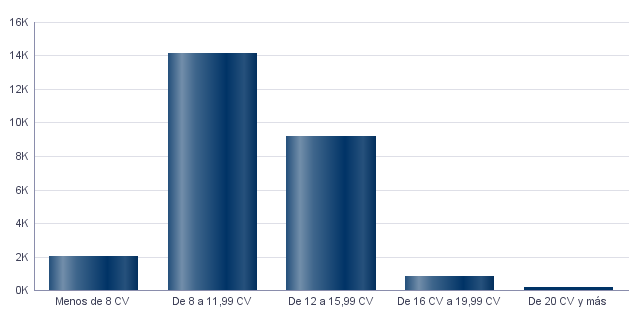 16K
14K
12K
10K
8K
6K
4K
2K
0K
Menos de 8 CV
De 8 a 11,99 CV
De 12 a 15,99 CV
De 16 CV a 19,99 CV
De 20 CV y más